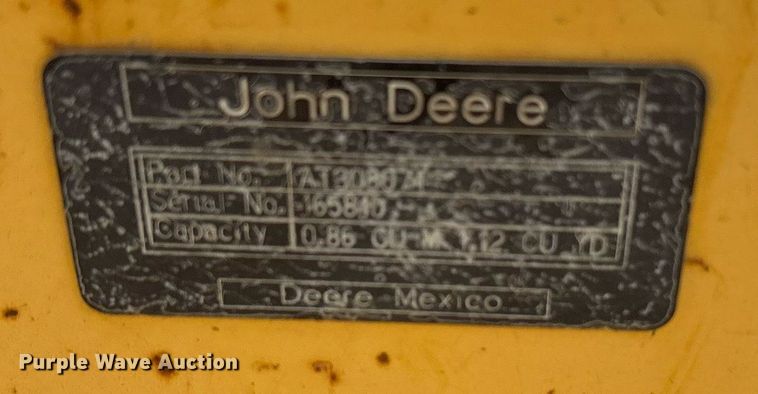 John Deere
Part No.
Serial No. 165810
Capacity 0.86 CU M 1.12 CU YD
Deere Mexico
Purple Wave Auction